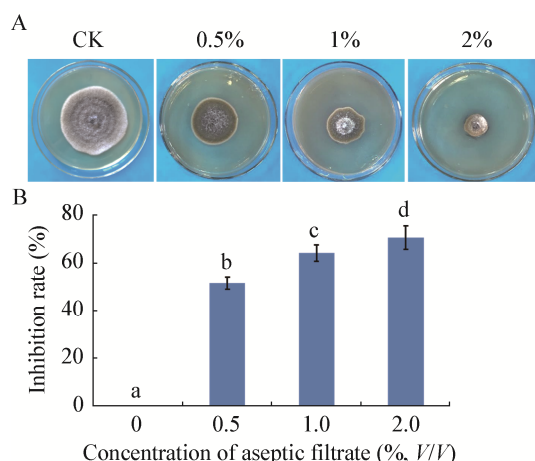 A
CK 0.5% 1% 2%
B
80
60
40
20
0
Inhibition rate (%)
a b c d
0 0.5 1.0 2.0
Concentration of aseptic filtrate (%, V/V)